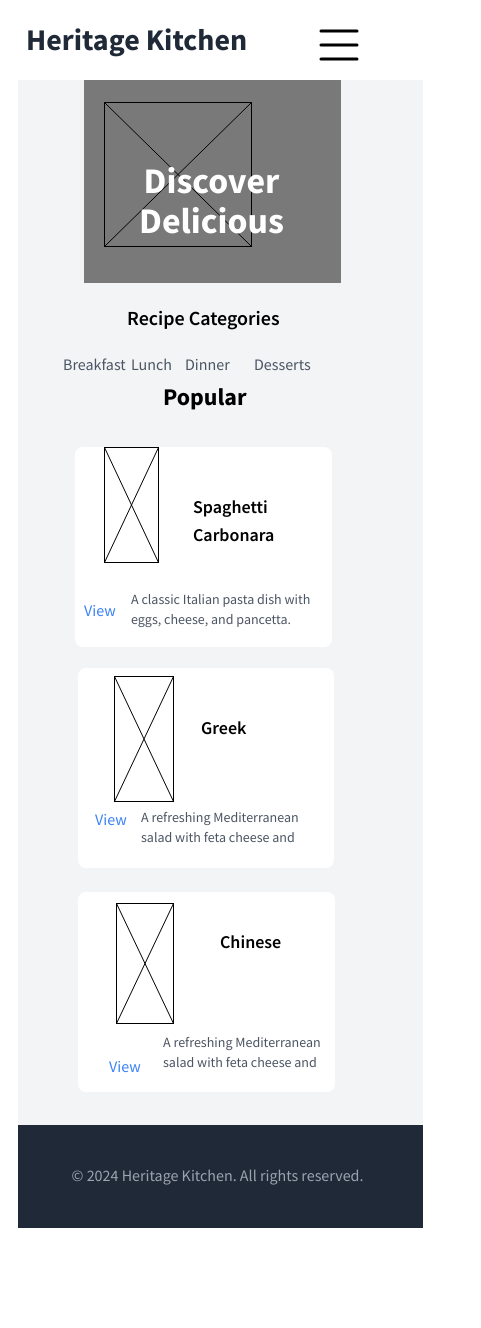 Heritage Kitchen
Discover
Delicious
Recipe Categories
Breakfast Lunch Dinner Desserts
Popular
Spaghetti
Carbonara
A classic Italian pasta dish with
eggs, cheese, and pancetta.
View
Greek
A refreshing Mediterranean
salad with feta cheese and
View
Chinese
A refreshing Mediterranean
salad with feta cheese and
View
© 2024 Heritage Kitchen. All rights reserved.